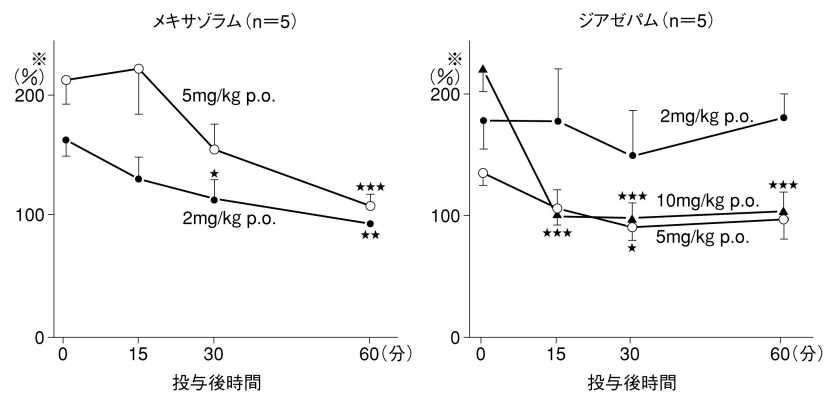 メキサゾラム（n＝5）
※
（％）
200
100
0
5mg/kg p.o.
★
★★★
2mg/kg p.o.
★★
0 15 30 60（分）
投与後時間
ジアゼパム（n＝5）
※
（％）
200
100
0
2mg/kg p.o.
★★★
★★★
10mg/kg p.o.
★★★
5mg/kg p.o.
★
0 15 30 60（分）
投与後時間